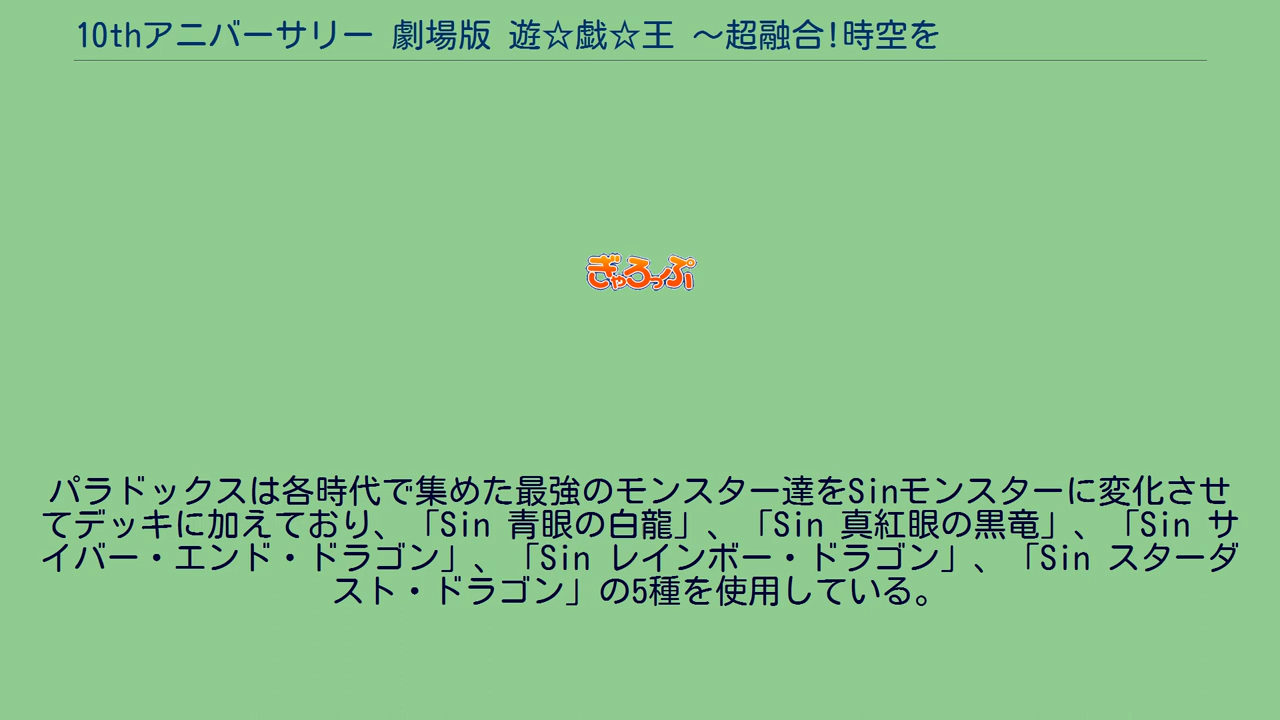 10thアニバーサリー 劇場版 遊☆戯☆王 ～超融合!時空を
ぎゃろっぷ
パラドックスは各時代で集めた最強のモンスター達をSinモンスターに変化させ
てデッキに加えており、「Sin 青眼の白龍」、「Sin 真紅眼の黒竜」、「Sin サ
イバー・エンド・ドラゴン」、「Sin レインボー・ドラゴン」、「Sin スターダ
スト・ドラゴン」の5種を使用している。